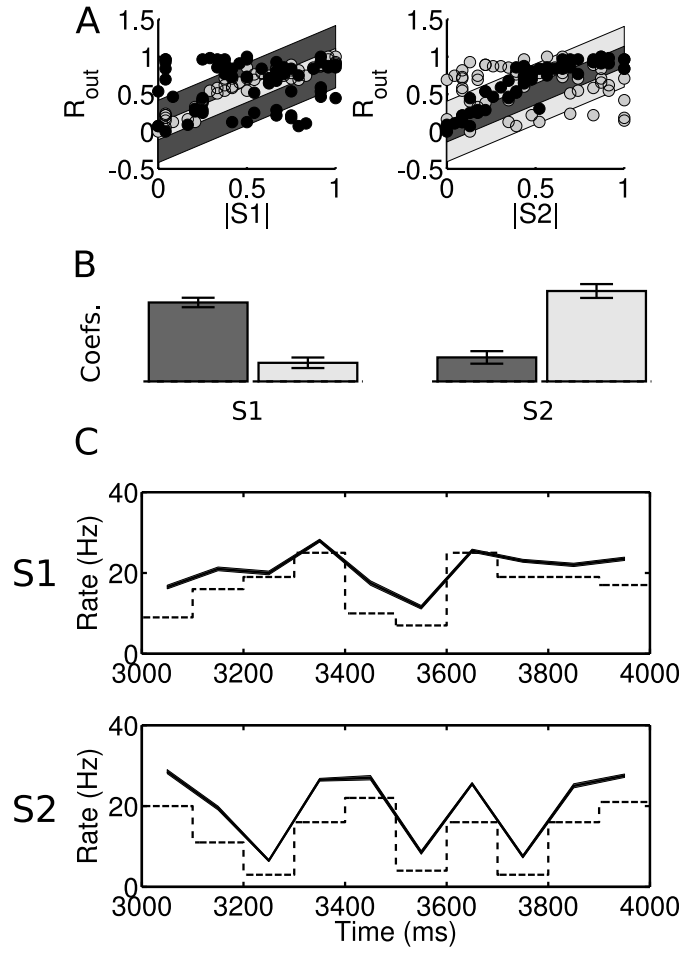 A
1.5
1
0.5
0
-0.5
R_out
0 0.5 1
|S1|
1.5
1
0.5
0
-0.5
R_out
0 0.5 1
|S2|
B
Coefs.
S1 S2
C
S1
Rate (Hz)
40
20
0
3000 3200 3400 3600 3800 4000
S2
Rate (Hz)
40
20
0
3000 3200 3400 3600 3800 4000
Time (ms)